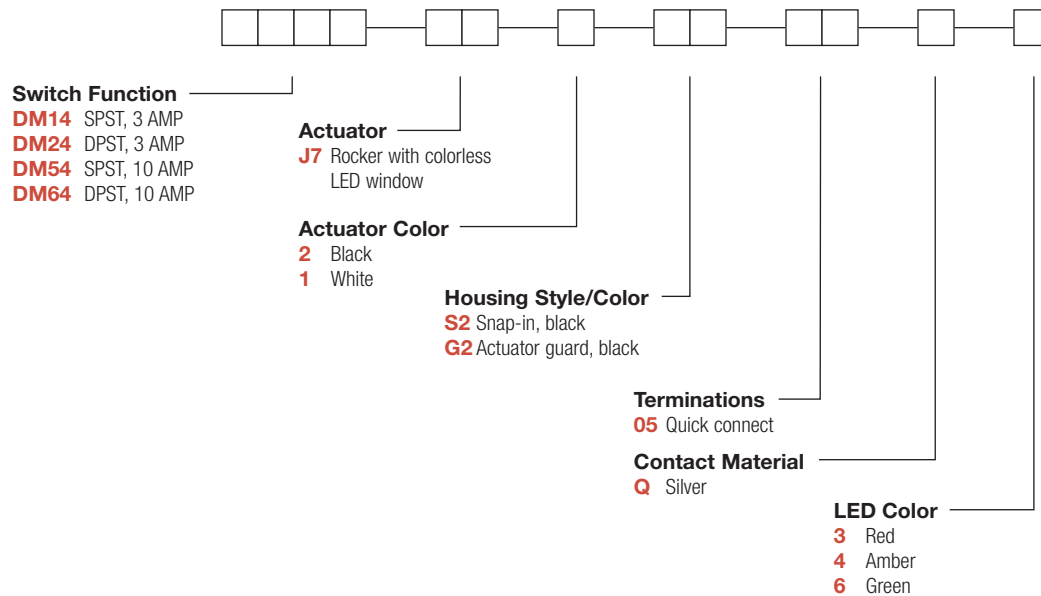 Switch Function
DM14 SPST, 3 AMP
DM24 DPST, 3 AMP
DM54 SPST, 10 AMP
DM64 DPST, 10 AMP
Actuator
J7 Rocker with colorless
LED window
Actuator Color
2 Black
1 White
Housing Style/Color
S2 Snap-in, black
G2 Actuator guard, black
Terminations
05 Quick connect
Contact Material
Q Silver
LED Color
3 Red
4 Amber
6 Green